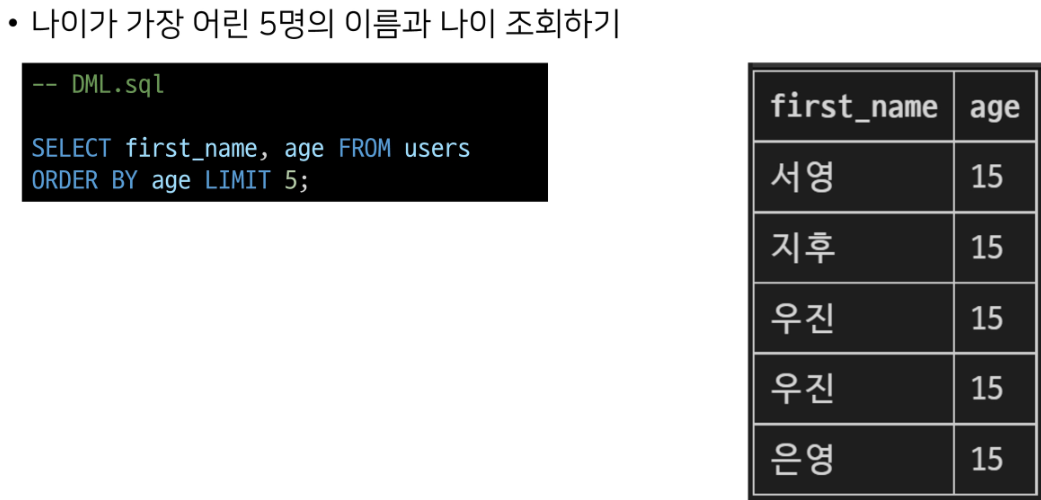 • 나이가 가장 어린 5명의 이름과 나이 조회하기
-- DML.sql
SELECT first_name, age FROM users
ORDER BY age LIMIT 5;
first_name age
서영 15
지후 15
우진 15
우진 15
은영 15